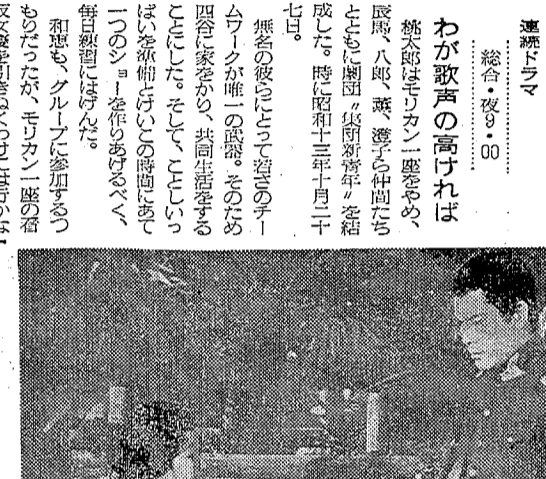 連続ドラマ
総合・夜9・00
わが歌声の高ければ
桃太郎はモリカン一座をやめ、
辰馬、八郎、薫、澄子ら仲間たち
とともに劇団〝集団新青年〟を結
成した。時に昭和十三年十月二十
七日。
無名の彼らにとって若さのチー
ムワークが唯一の武器。そのため
四谷に家をかり、共同生活をする
ことにした。そして、ことしいっ
ぱいを準備とけいこの時間にあて
一つのショーを作りあげるべく、
毎日練習にはげんだ。
和恵も、グループに参加するつ
もりだったが、モリカン一座の看